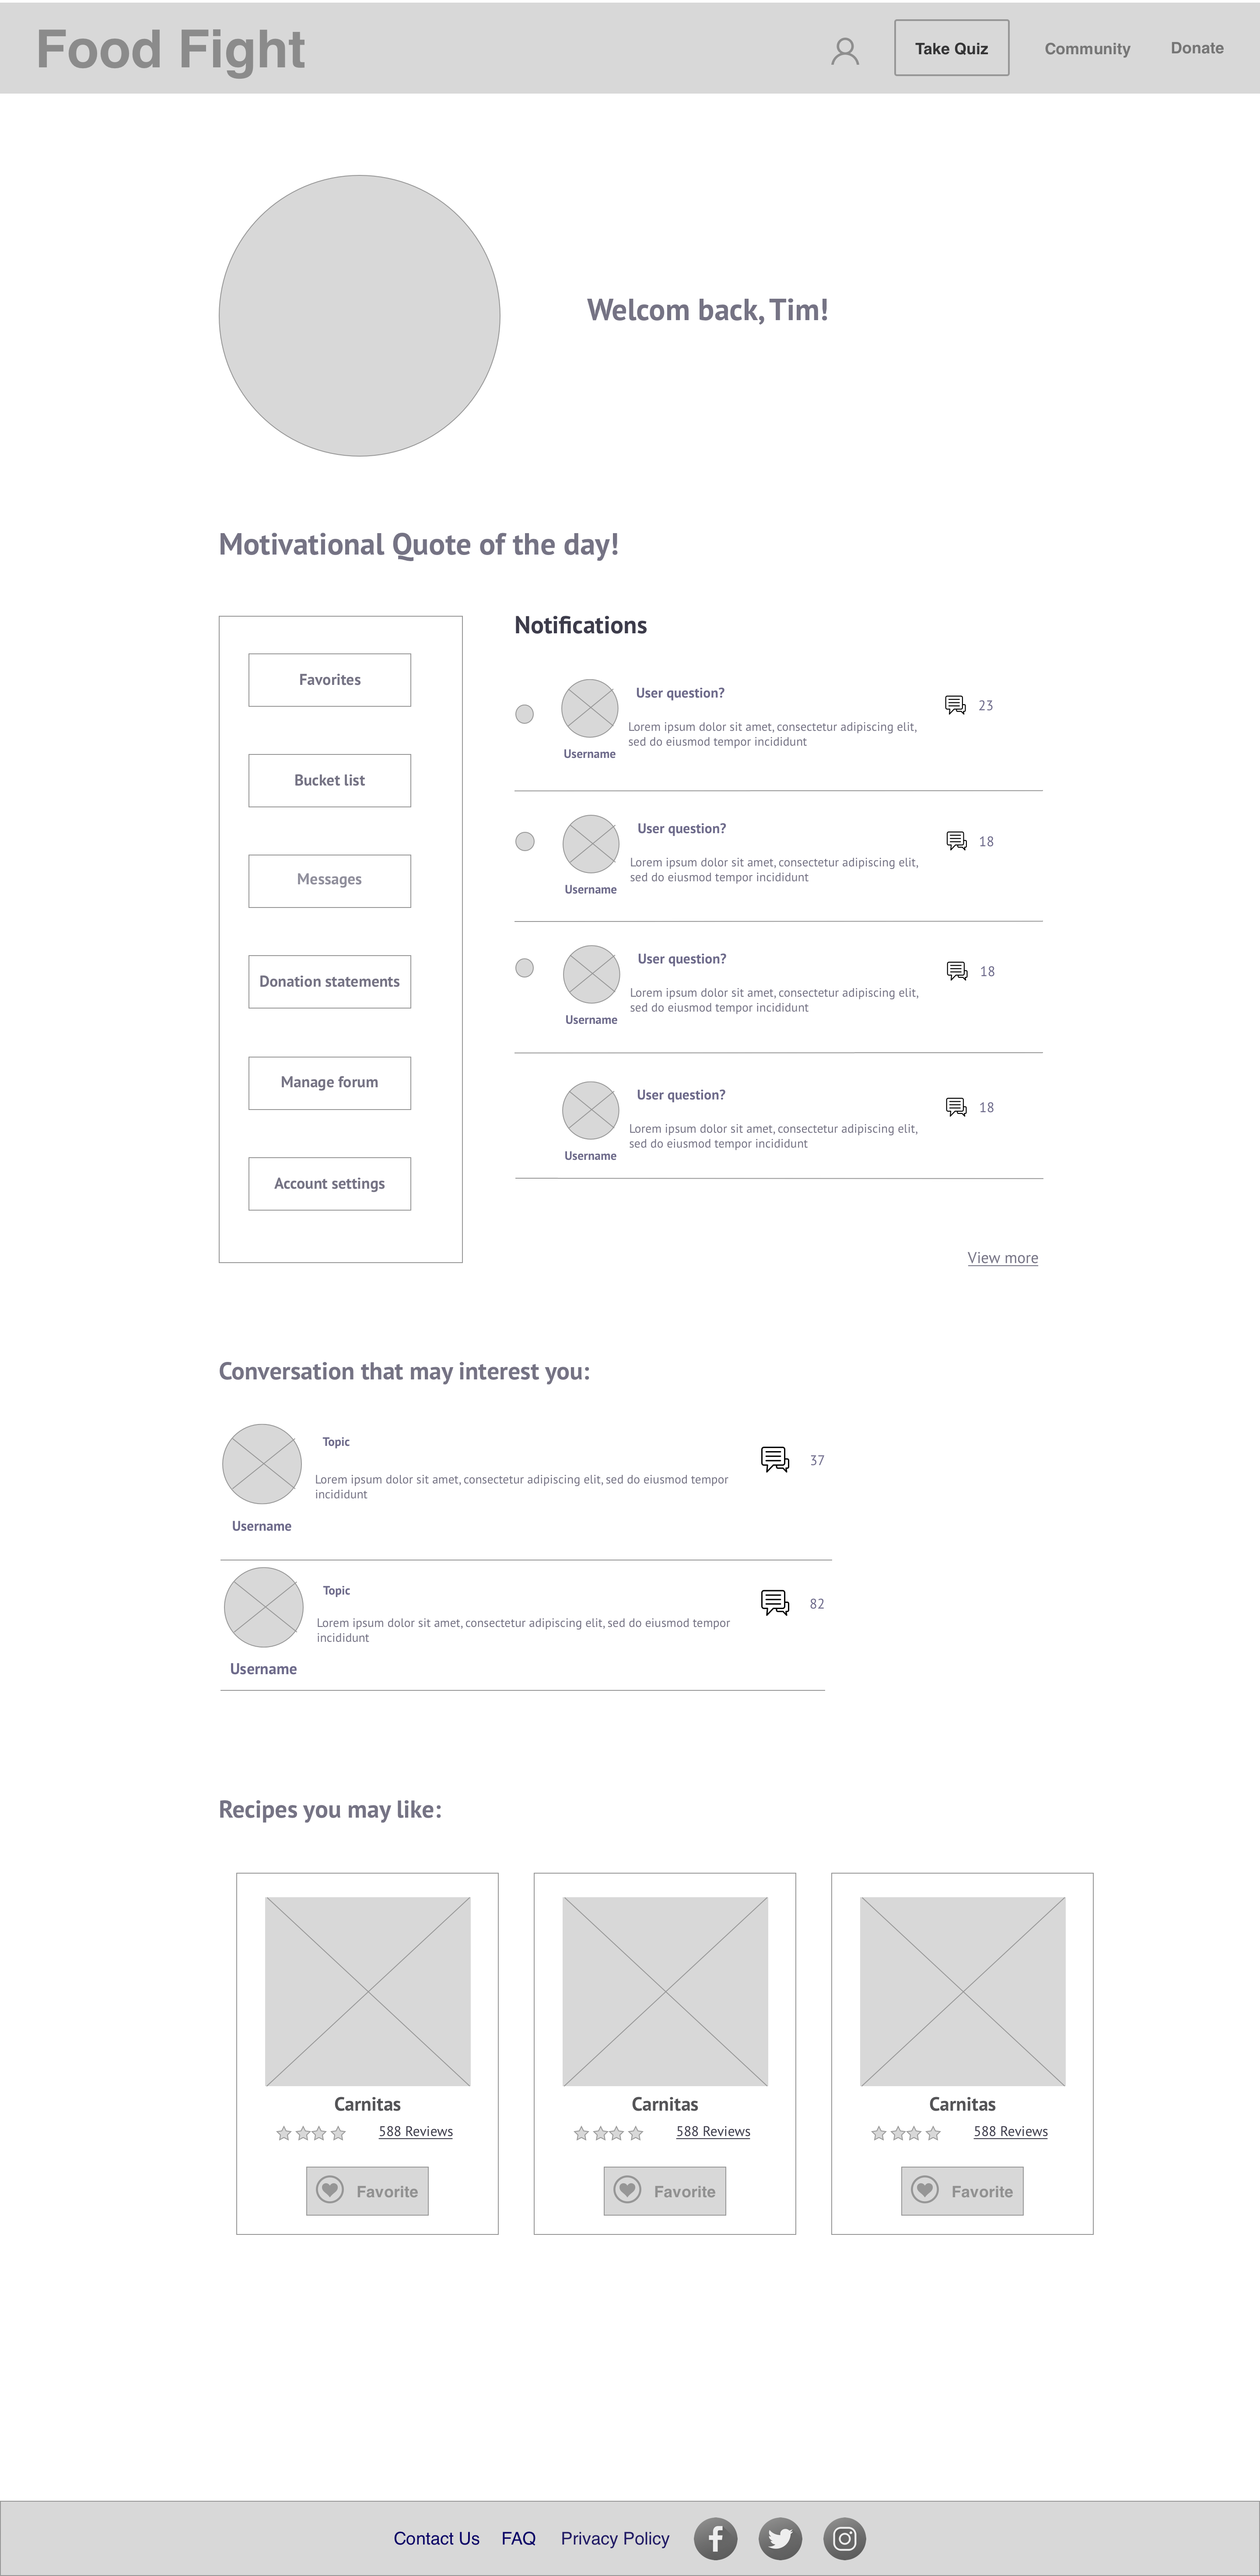 Food Fight
Take Quiz
Community
Donate
Welcom back, Tim!
Motivational Quote of the day!
Favorites
Bucket list
Messages
Donation statements
Manage forum
Account settings
Notifications
User question?
23
Lorem ipsum dolor sit amet, consectetur adipiscing elit,
sed do eiusmod tempor incididunt
Username
User question?
18
Lorem ipsum dolor sit amet, consectetur adipiscing elit,
sed do eiusmod tempor incididunt
Username
User question?
18
Lorem ipsum dolor sit amet, consectetur adipiscing elit,
sed do eiusmod tempor incididunt
Username
User question?
18
Lorem ipsum dolor sit amet, consectetur adipiscing elit,
sed do eiusmod tempor incididunt
Username
View more
Conversation that may interest you:
Topic
37
Lorem ipsum dolor sit amet, consectetur adipiscing elit, sed do eiusmod tempor
incididunt
Username
Topic
82
Lorem ipsum dolor sit amet, consectetur adipiscing elit, sed do eiusmod tempor
incididunt
Username
Recipes you may like:
Carnitas
588 Reviews
Favorite
Carnitas
588 Reviews
Favorite
Carnitas
588 Reviews
Favorite
Contact Us
FAQ
Privacy Policy